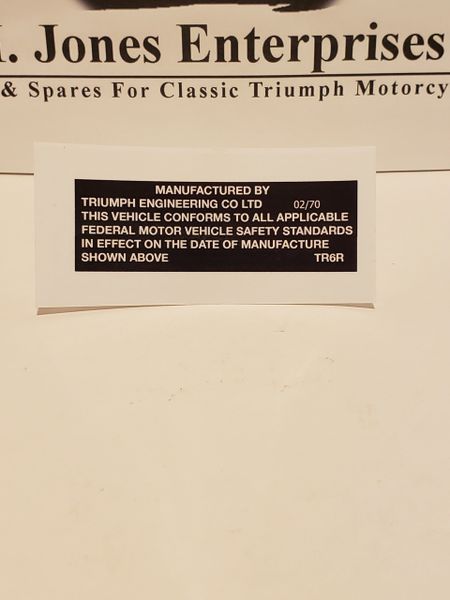 Jones Enterprises
& Spares For Classic Triumph
MANUFACTURED BY
TRIUMPH ENGINEERING CO LTD 02/70
THIS VEHICLE CONFORMS TO ALL APPLICABLE
FEDERAL MOTOR VEHICLE SAFETY STANDARDS
IN EFFECT ON THE DATE OF MANUFACTURE
SHOWN ABOVE TR6R